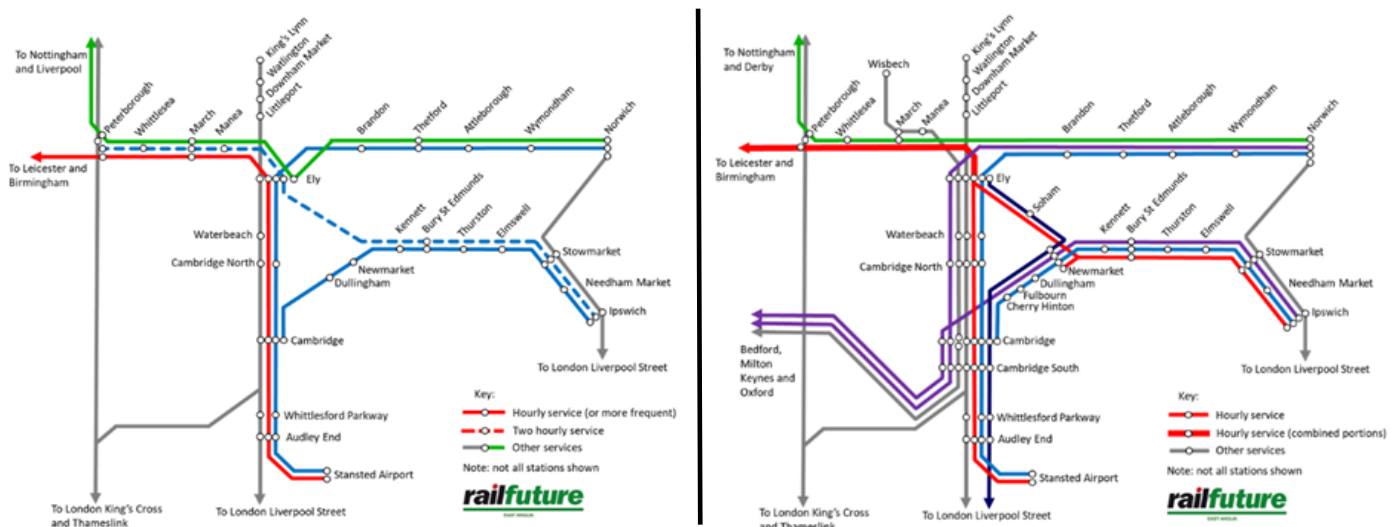 To Nottingham
and Liverpool
Peterborough
Whittlesea
March
Manea
King's Lynn
Watlington
Downham Market
Littleport
Brandon
Thetford
Attleborough
Wymondham
Norwich
To Leicester and
Birmingham
Ely
Waterbeach
Cambridge North
Kennett
Bury St Edmunds
Thurston
Elmswell
Newmarket
Dullingham
Stowmarket
Needham Market
Ipswich
Cambridge
To London Liverpool Street
Whittlesford Parkway
Audley End
Stansted Airport
Key:
Hourly service (or more frequent)
Two hourly service
Other services
Note: not all stations shown
railfuture
EAST ANGLIA
To London King's Cross
and Thameslink
To London Liverpool Street
To Nottingham
and Derby
Peterborough
Whittlesea
Wisbech
March
Manea
King's Lynn
Watlington
Downham Market
Littleport
Brandon
Thetford
Attleborough
Wymondham
Norwich
To Leicester and
Birmingham
Ely
Soham
Waterbeach
Cambridge North
Kennett
Bury St Edmunds
Thurston
Elmswell
Newmarket
Dullingham
Fulbourn
Cherry Hinton
Stowmarket
Needham Market
Ipswich
Bedford,
Milton
Keynes and
Oxford
Cambridge
Cambridge South
To London Liverpool Street
Whittlesford Parkway
Audley End
Stansted Airport
Key:
Hourly service
Hourly service (combined portions)
Other services
Note: not all stations shown
railfuture
EAST ANGLIA
To London King's Cross
and Thameslink
To London Liverpool Street